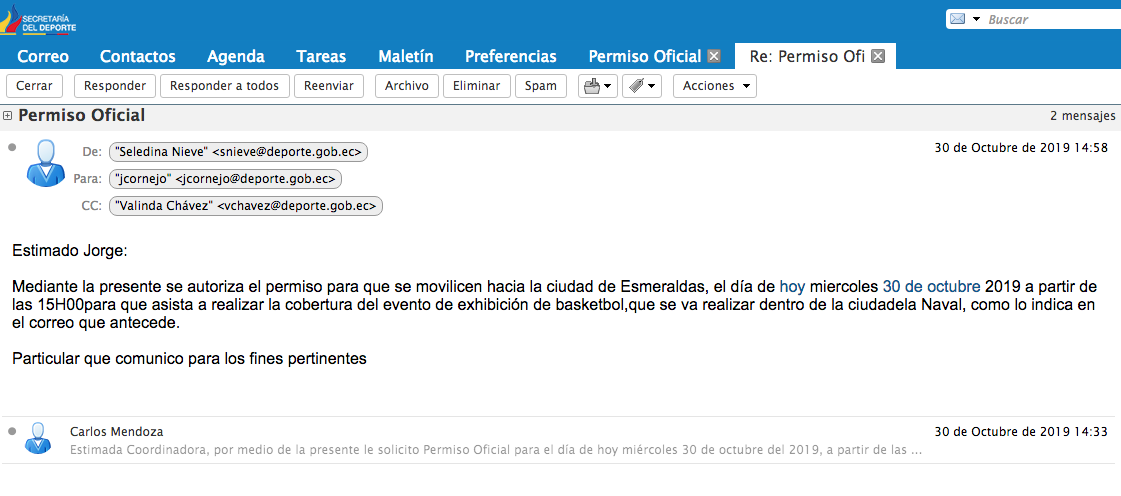 SECRETARÍA
DEL DEPORTE
Buscar
Correo Contactos Agenda Tareas Maletín Preferencias Permiso Oficial Re: Permiso Ofi
Cerrar Responder Responder a todos Reenviar Archivo Eliminar Spam Acciones
Permiso Oficial 2 mensajes
De: "Seledina Nieve" <snieve@deporte.gob.ec> 30 de Octubre de 2019 14:58
Para: "jcornejo" <jcornejo@deporte.gob.ec>
CC: "Valinda Chávez" <vchavez@deporte.gob.ec>
Estimado Jorge:
Mediante la presente se autoriza el permiso para que se movilicen hacia la ciudad de Esmeraldas, el día de hoy miercoles 30 de octubre 2019 a partir de
las 15H00para que asista a realizar la cobertura del evento de exhibición de basketbol,que se va realizar dentro de la ciudadela Naval, como lo indica en
el correo que antecede.
Particular que comunico para los fines pertinentes
Carlos Mendoza 30 de Octubre de 2019 14:33
Estimada Coordinadora, por medio de la presente le solicito Permiso Oficial para el día de hoy miércoles 30 de octubre del 2019, a partir de las ...